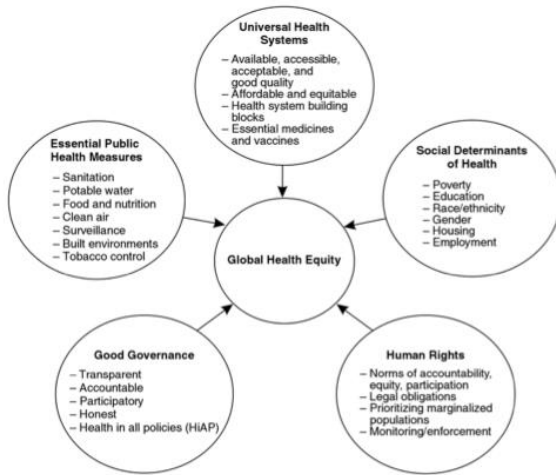 Universal Health
Systems
– Available, accessible,
acceptable, and
good quality
– Affordable and equitable
– Health system building
blocks
– Essential medicines
and vaccines
Essential Public
Health Measures
– Sanitation
– Potable water
– Food and nutrition
– Clean air
– Surveillance
– Built environments
– Tobacco control
Social Determinants
of Health
– Poverty
– Education
– Race/ethnicity
– Gender
– Housing
– Employment
Global Health Equity
Good Governance
– Transparent
– Accountable
– Participatory
– Honest
– Health in all policies (HiAP)
Human Rights
– Norms of accountability,
equity, participation
– Legal obligations
– Prioritizing marginalized
populations
– Monitoring/enforcement